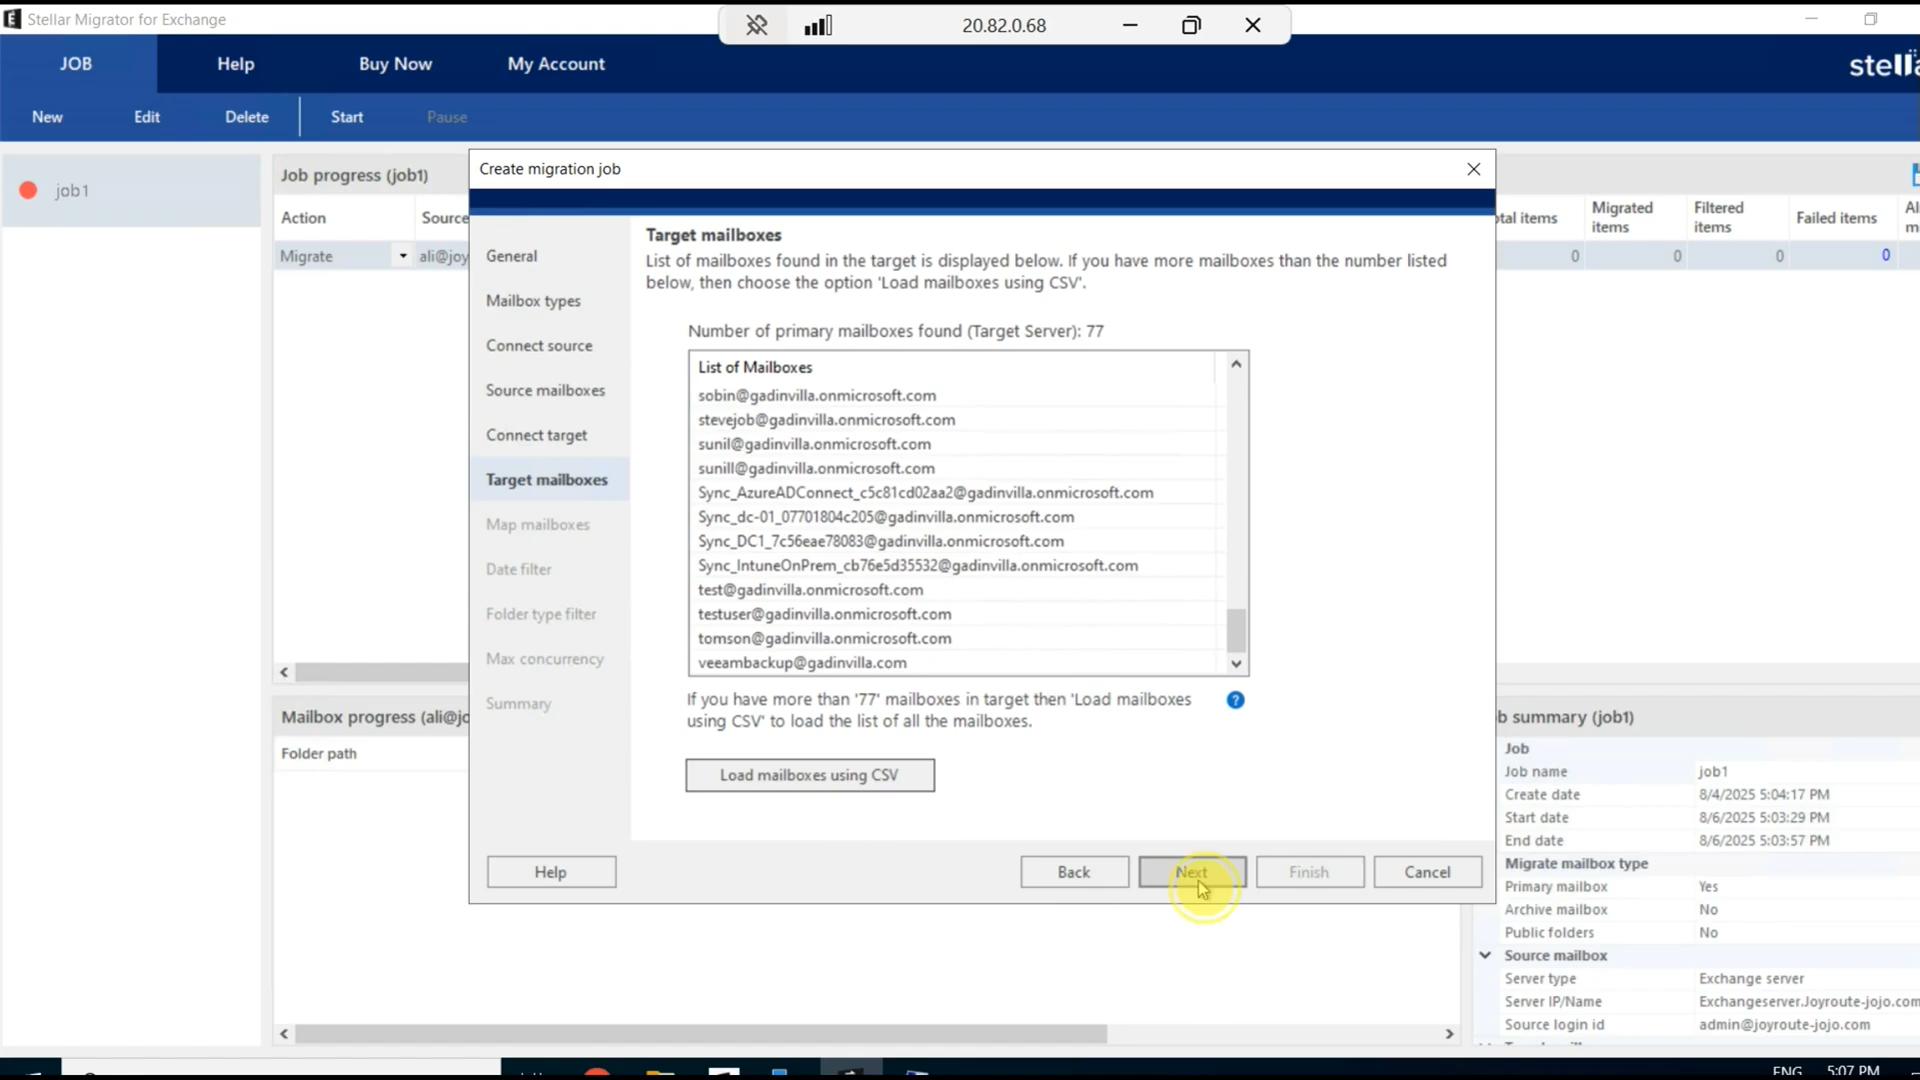 Stellar Migrator for Exchange
20.82.0.68
JOB
Help
Buy Now
My Account
New
Edit
Delete
Start
Pause
job1
Job progress (job1)
Action
Source
Migrate
Create migration job
General
Mailbox types
Connect source
Source mailboxes
Connect target
Target mailboxes
Map mailboxes
Date filter
Folder type filter
Max concurrency
Summary
Target mailboxes
List of mailboxes found in the target is displayed below. If you have more mailboxes than the number listed
below, then choose the option 'Load mailboxes using CSV'.
Number of primary mailboxes found (Target Server): 77
List of Mailboxes
sobin@gadinvilla.onmicrosoft.com
stevejob@gadinvilla.onmicrosoft.com
sunil@gadinvilla.onmicrosoft.com
sunill@gadinvilla.onmicrosoft.com
Sync_AzureADConnect_c5c81cd02aa2@gadinvilla.onmicrosoft.com
Sync_dc-01_07701804c205@gadinvilla.onmicrosoft.com
Sync_DC1_7c56eae78083@gadinvilla.onmicrosoft.com
Sync_IntuneOnPrem_cb76e5d35532@gadinvilla.onmicrosoft.com
test@gadinvilla.onmicrosoft.com
testuser@gadinvilla.onmicrosoft.com
tomson@gadinvilla.onmicrosoft.com
veeambackup@gadinvilla.com
If you have more than '77' mailboxes in target then 'Load mailboxes
using CSV' to load the list of all the mailboxes.
?
Load mailboxes using CSV
Help
Back
Next
Finish
Cancel
items
Migrated
items
Filtered
items
Failed items
0
0
0
0
Mailbox progress
Folder path
summary (job1)
Job
Job name
job1
Create date
8/4/2025 5:04:17 PM
Start date
8/6/2025 5:03:29 PM
End date
8/6/2025 5:03:57 PM
Migrate mailbox type
Primary mailbox
Yes
Archive mailbox
No
Public folders
No
Source mailbox
Server type
Exchange server
Server IP/Name
Exchangeserver.Joyroute-jojo.com
Source login id
admin@joyroute-jojo.com
ENG
5:07 PM